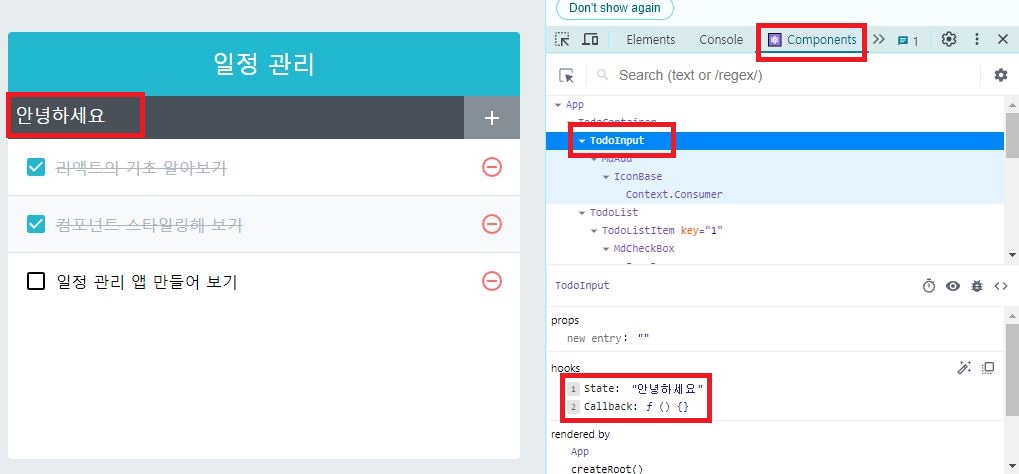 일정 관리
안녕하세요
+
리액트의 기초 알아보기
컴포넌트 스타일링해 보기
일정 관리 앱 만들어 보기
Don't show again
Elements Console Components 1
Search (text or /regex/)
App
TodoContainer
TodoInput
MdAdd
IconBase
Context.Consumer
TodoList
TodoListItem key="1"
MdCheckBox
TodoInput
props
new entry: ""
hooks
1 State: "안녕하세요"
2 Callback: ƒ () {}
rendered by
App
createRoot()